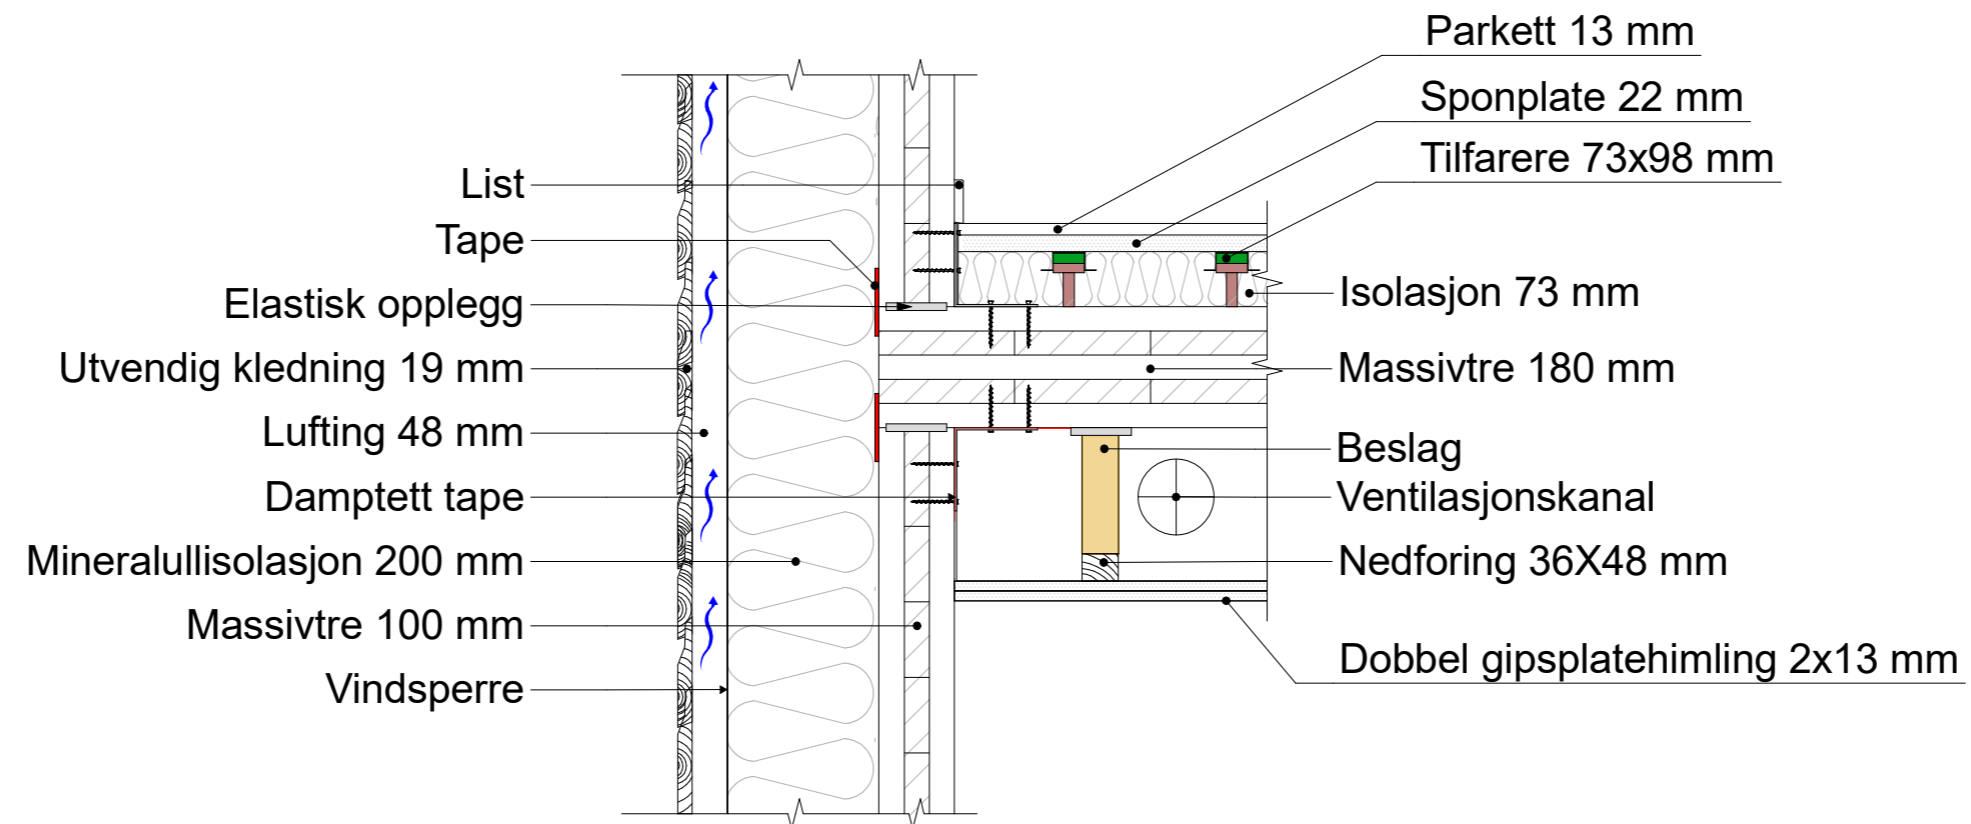 Parkett 13 mm
Sponplate 22 mm
Tilfarere 73x98 mm
List
Tape
Elastisk opplegg
Utvendig kledning 19 mm
Lufting 48 mm
Damptett tape
Mineralullisolasjon 200 mm
Massivtre 100 mm
Vindsperre
Isolasjon 73 mm
Massivtre 180 mm
Beslag
Ventilasjonskanal
Nedforing 36X48 mm
Dobbel gipsplatehimling 2x13 mm